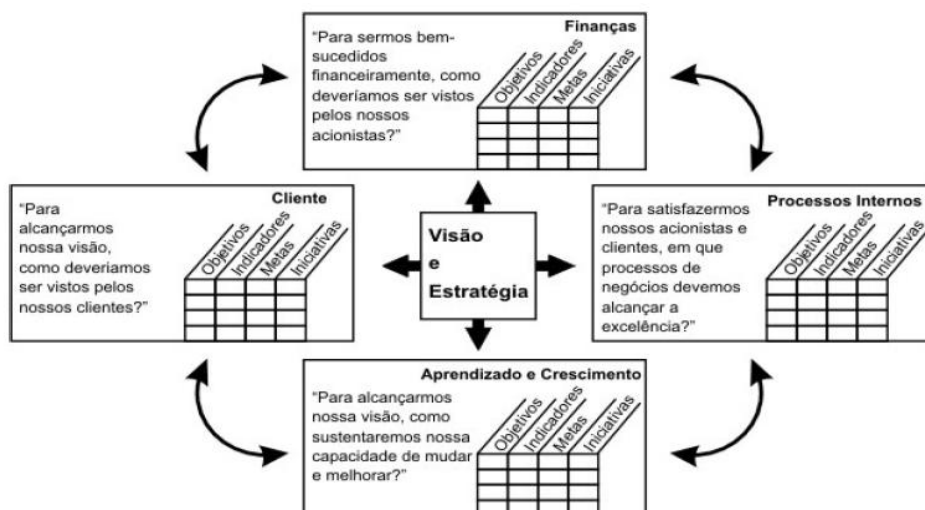 Finanças
“Para sermos bem-
sucedidos
financeiramente, como
deveríamos ser vistos
pelos nossos
acionistas?”
Objetivos
Indicadores
Metas
Iniciativas
Cliente
“Para
alcançarmos
nossa visão,
como deveriamos
ser vistos pelos
nossos clientes?”
Objetivos
Indicadores
Metas
Iniciativas
Visão
e
Estratégia
Processos Internos
“Para satisfazermos
nossos acionistas e
clientes, em que
processos de
negócios devemos
alcançar a
excelência?”
Objetivos
Indicadores
Metas
Iniciativas
Aprendizado e Crescimento
“Para alcançarmos
nossa visão, como
sustentaremos nossa
capacidade de mudar
e melhorar?”
Objetivos
Indicadores
Metas
Iniciativas